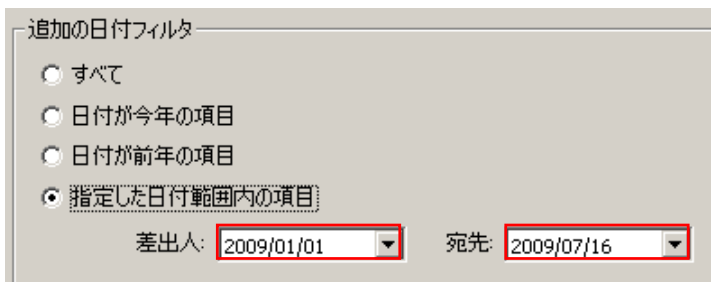 追加の日付フィルタ
すべて
日付が今年の項目
日付が前年の項目
指定した日付範囲内の項目
差出人: 2009/01/01 宛先: 2009/07/16